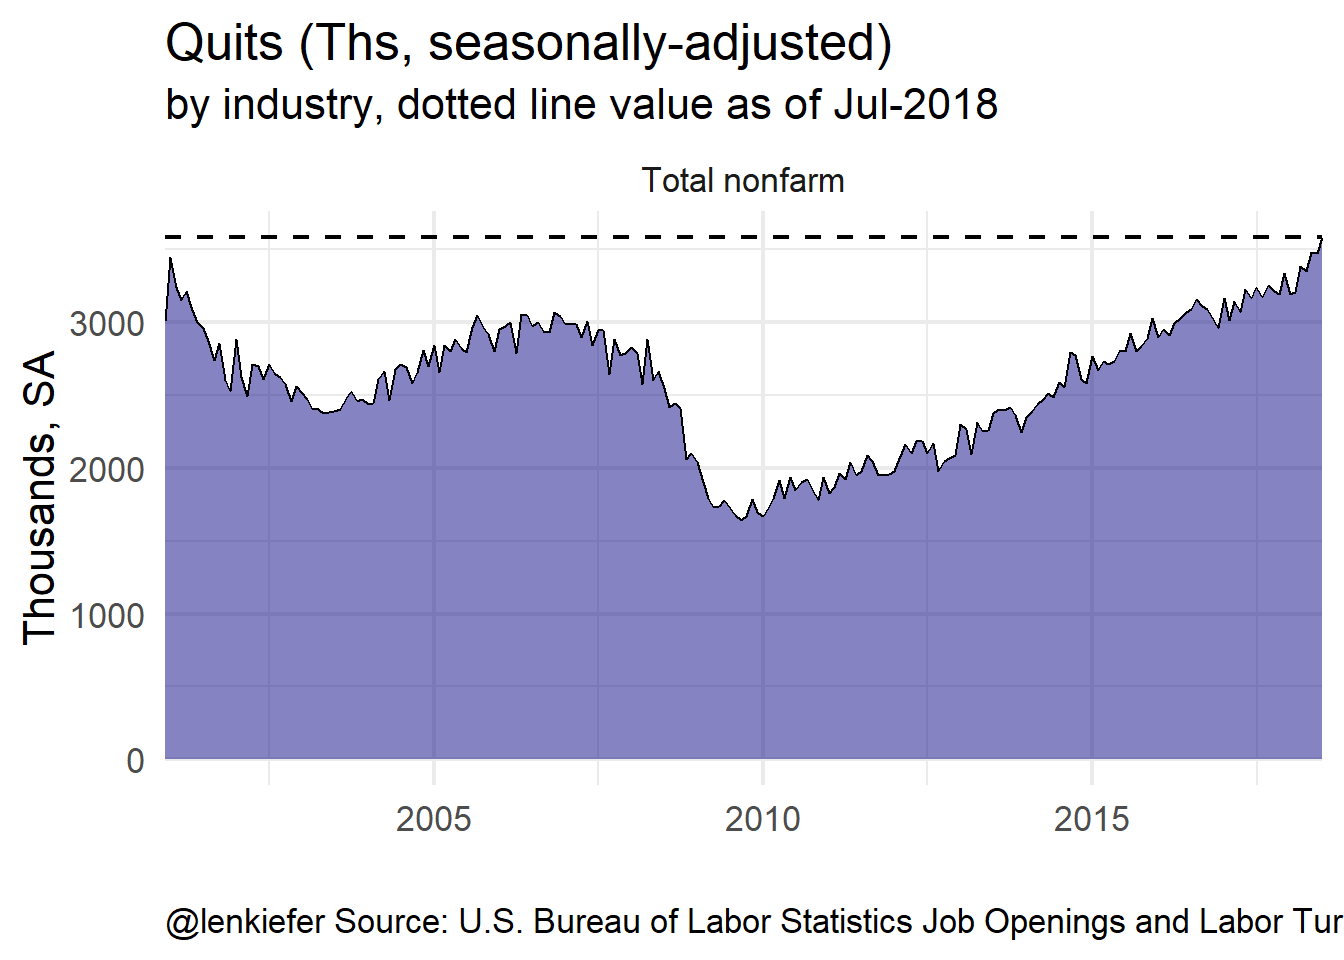 Quits (Ths, seasonally-adjusted)
by industry, dotted line value as of Jul-2018
Total nonfarm
Thousands, SA
3000
2000
1000
0
2005
2010
2015
@lenkiefer Source: U.S. Bureau of Labor Statistics Job Openings and Labor Tur